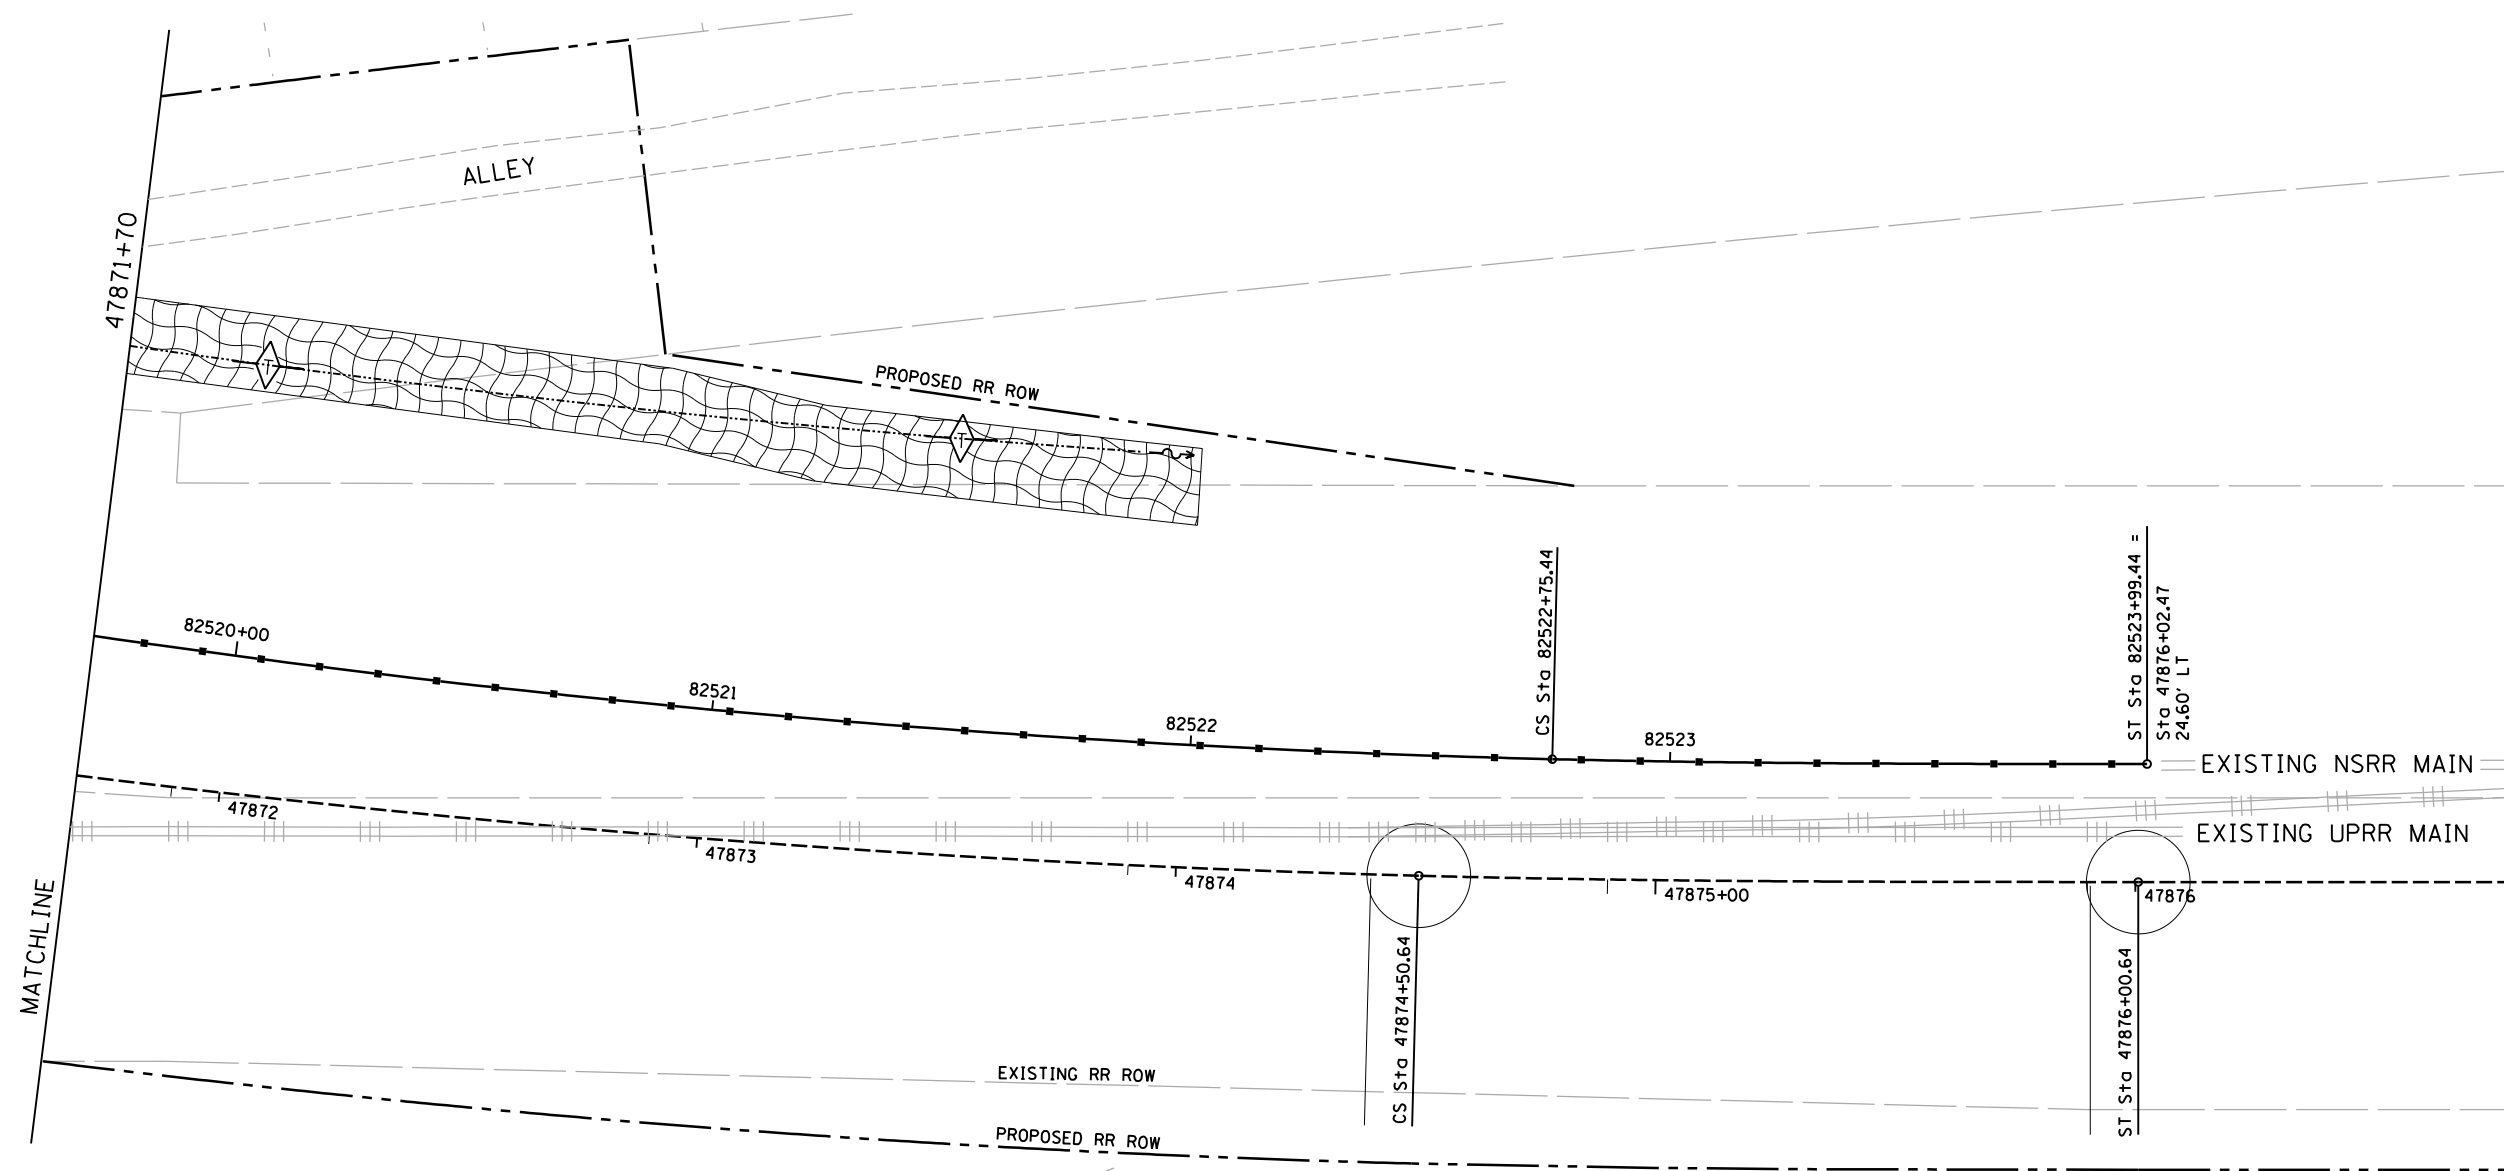 ALLEY
47871+70
T
PROPOSED RR ROW
T
82520+00
82521
82522
CS Sta 82522+75.44
82523
ST Sta 82523+99.44 =
Sta 47876+02.47
24.60' LT
EXISTING NSRR MAIN
47872
47873
47874
47875+00
47876
EXISTING UPRR MAIN
MATCHLINE
CS Sta 47874+50.64
ST Sta 47876+00.64
EXISTING RR ROW
PROPOSED RR ROW